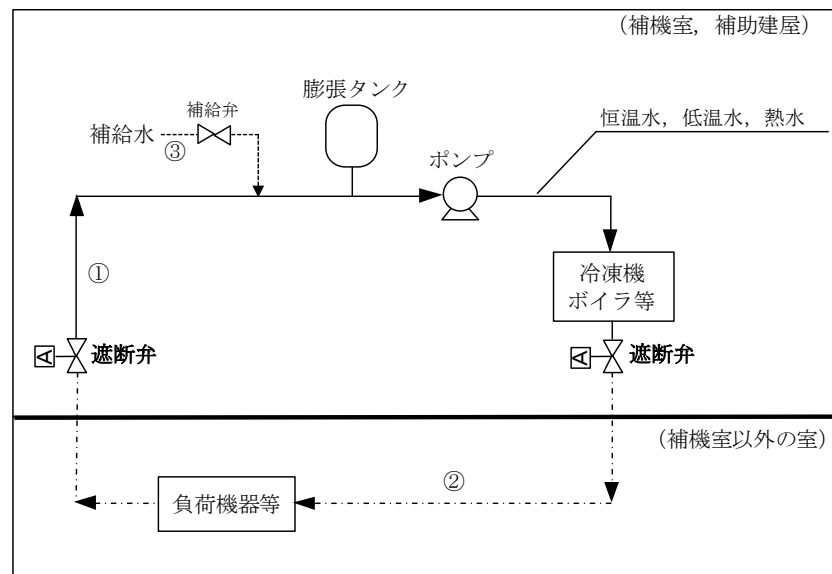 (補機室,補助建屋)
膨張タンク
補給弁
補給水
③
恒温水,低温水,熱水
ポンプ
①
冷凍機
ボイラ等
A
遮断弁
A
遮断弁
(補機室以外の室)
②
負荷機器等